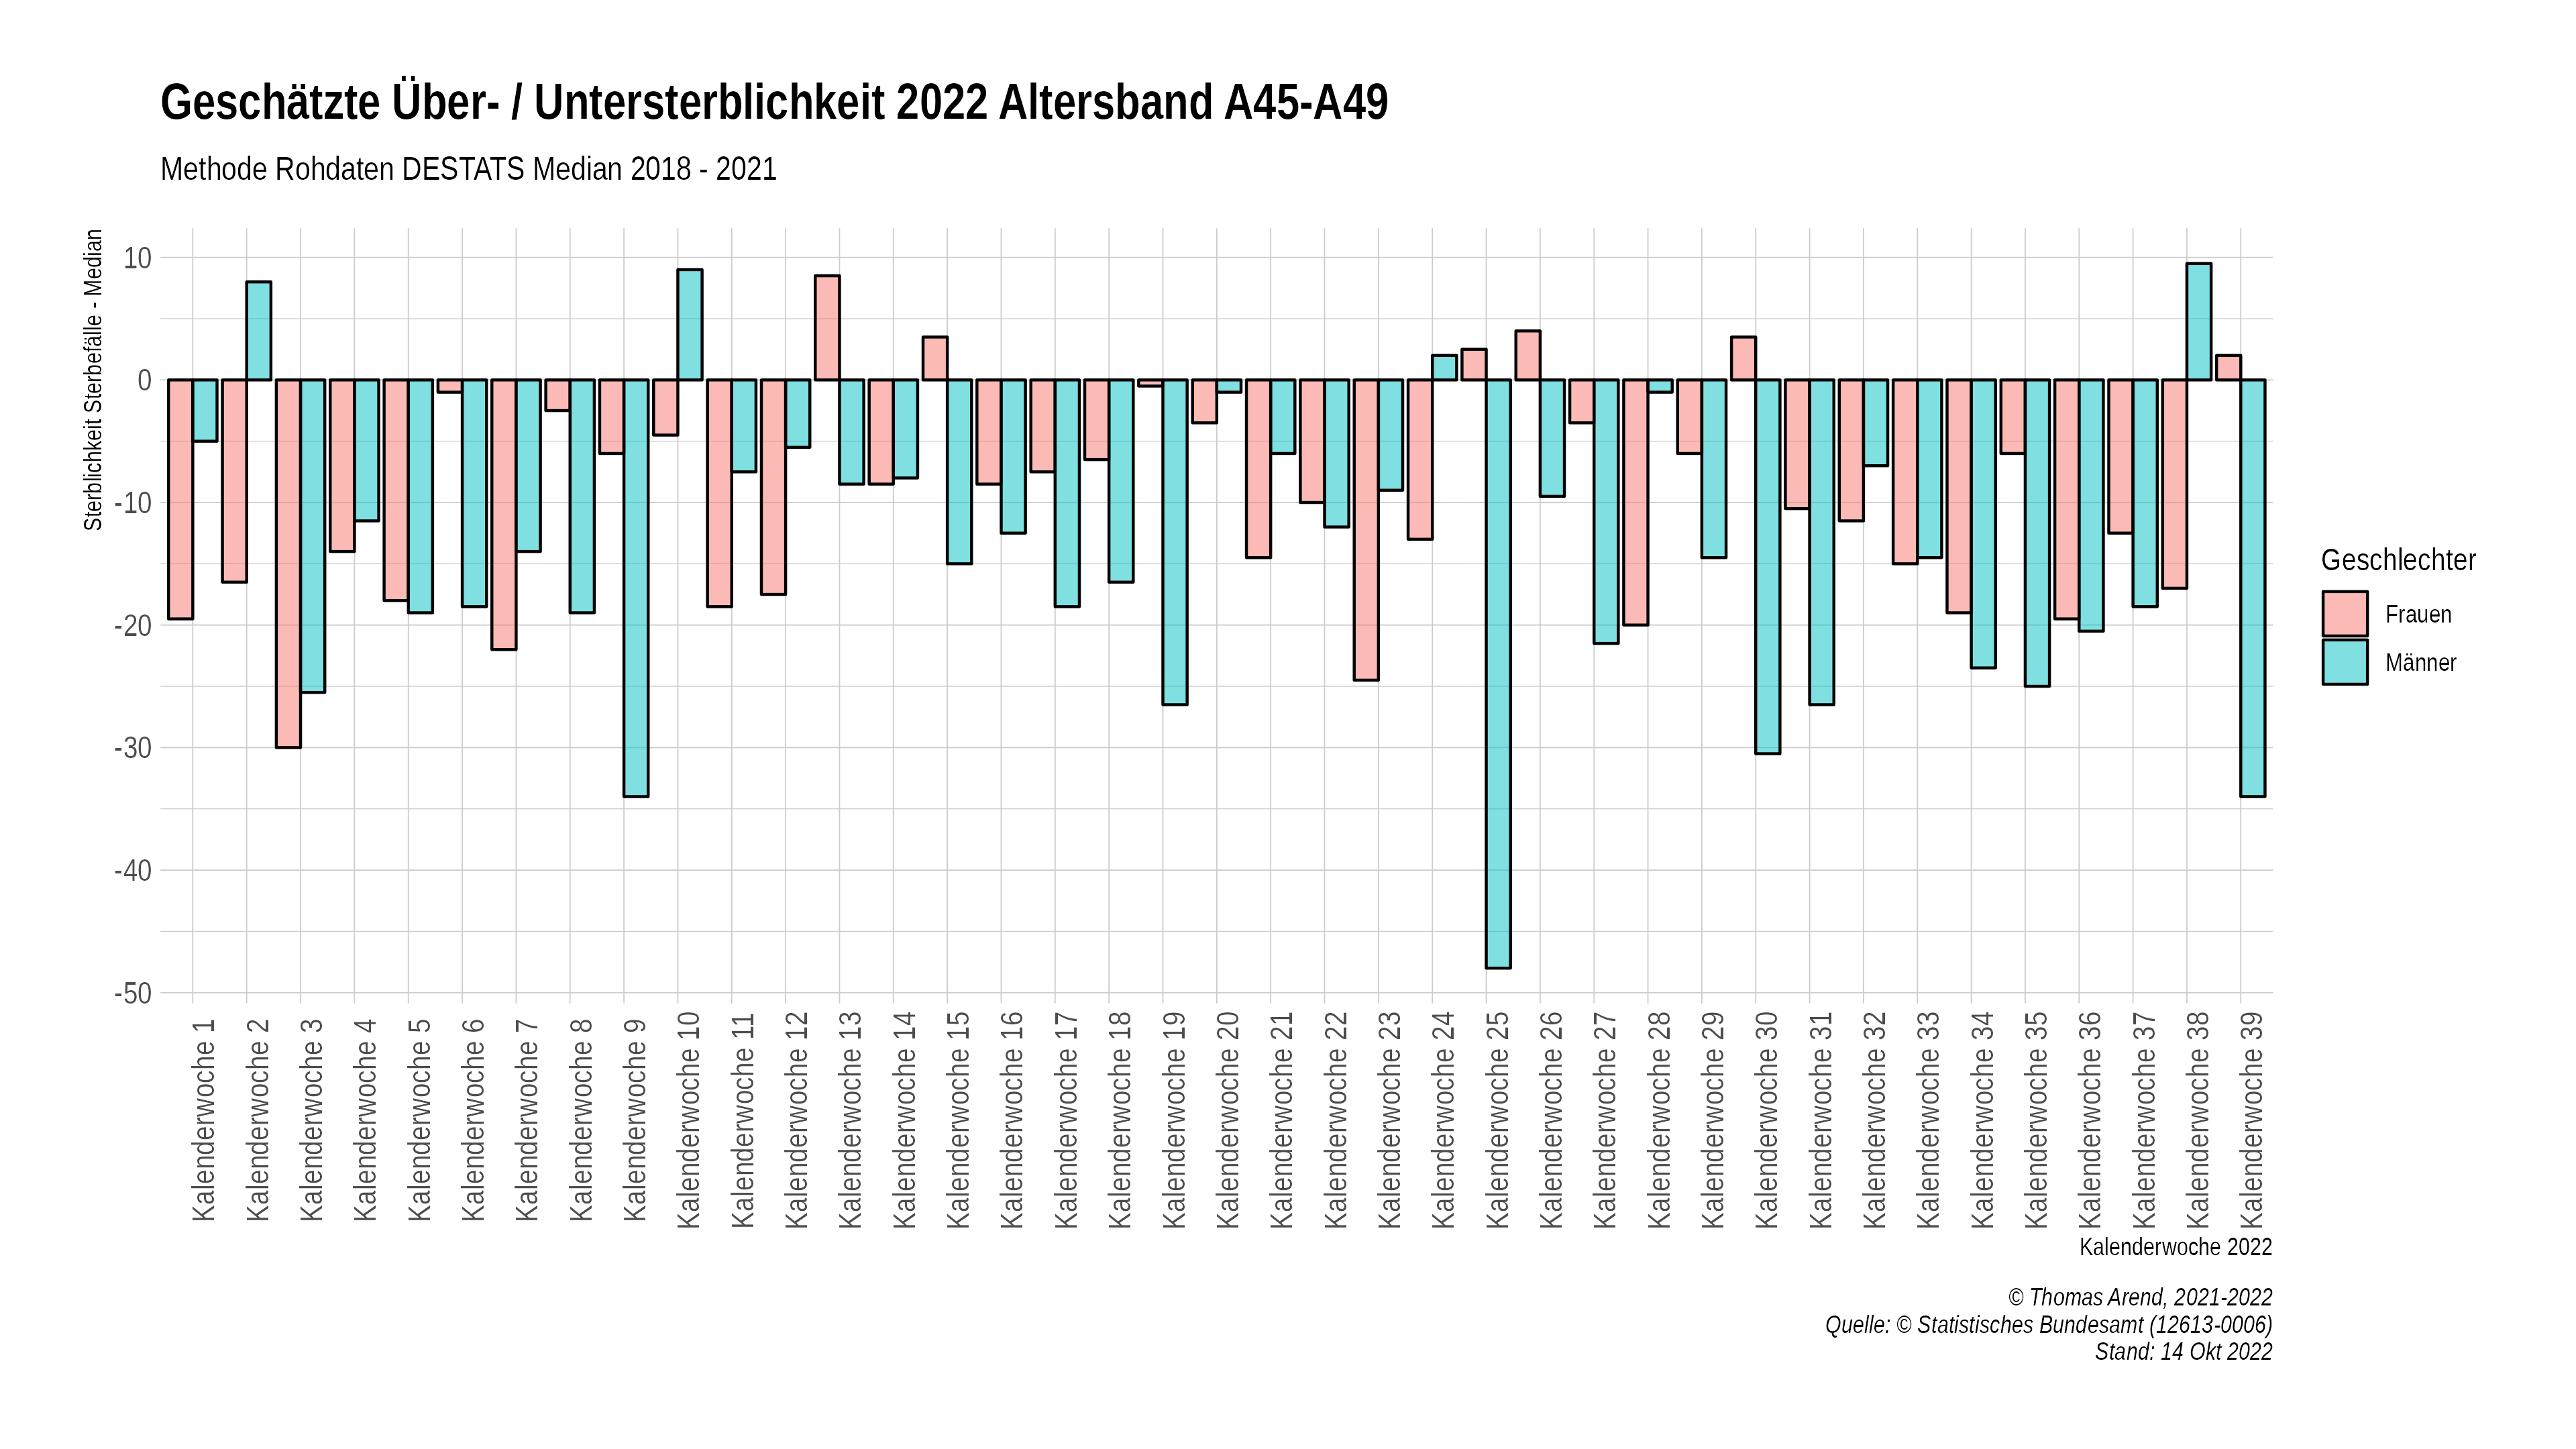 Geschätzte Über- / Untersterblichkeit 2022 Altersband A45-A49
Methode Rohdaten DESTATS Median 2018 - 2021
Sterblichkeit Sterbefälle - Median
10
0
-10
-20
-30
-40
-50
Geschlechter
Frauen
Männer
Kalenderwoche 1
Kalenderwoche 2
Kalenderwoche 3
Kalenderwoche 4
Kalenderwoche 5
Kalenderwoche 6
Kalenderwoche 7
Kalenderwoche 8
Kalenderwoche 9
Kalenderwoche 10
Kalenderwoche 11
Kalenderwoche 12
Kalenderwoche 13
Kalenderwoche 14
Kalenderwoche 15
Kalenderwoche 16
Kalenderwoche 17
Kalenderwoche 18
Kalenderwoche 19
Kalenderwoche 20
Kalenderwoche 21
Kalenderwoche 22
Kalenderwoche 23
Kalenderwoche 24
Kalenderwoche 25
Kalenderwoche 26
Kalenderwoche 27
Kalenderwoche 28
Kalenderwoche 29
Kalenderwoche 30
Kalenderwoche 31
Kalenderwoche 32
Kalenderwoche 33
Kalenderwoche 34
Kalenderwoche 35
Kalenderwoche 36
Kalenderwoche 37
Kalenderwoche 38
Kalenderwoche 39
Kalenderwoche 2022
© Thomas Arend, 2021-2022
Quelle: © Statistisches Bundesamt (12613-0006)
Stand: 14 Okt 2022